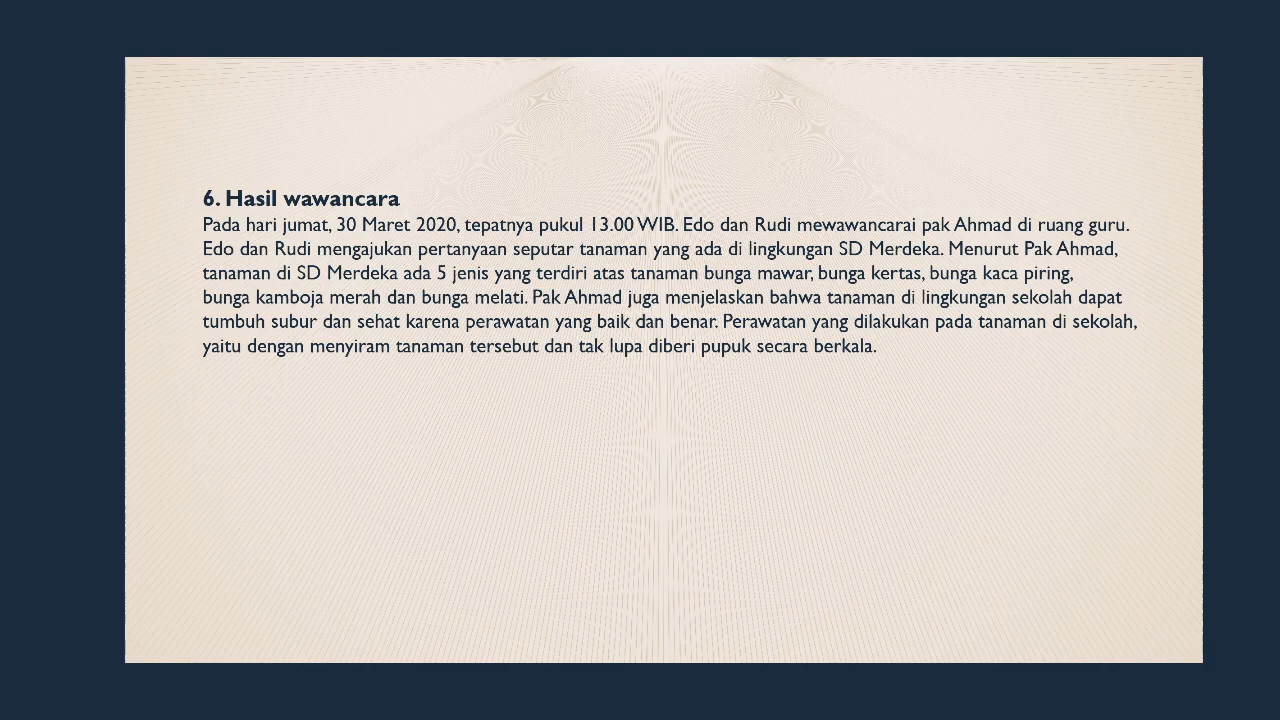 6. Hasil wawancara
Pada hari jumat, 30 Maret 2020, tepatnya pukul 13.00 WIB. Edo dan Rudi mewawancarai pak Ahmad di ruang guru.
Edo dan Rudi mengajukan pertanyaan seputar tanaman yang ada di lingkungan SD Merdeka. Menurut Pak Ahmad,
tanaman di SD Merdeka ada 5 jenis yang terdiri atas tanaman bunga mawar, bunga kertas, bunga kaca piring,
bunga kamboja merah dan bunga melati. Pak Ahmad juga menjelaskan bahwa tanaman di lingkungan sekolah dapat
tumbuh subur dan sehat karena perawatan yang baik dan benar. Perawatan yang dilakukan pada tanaman di sekolah,
yaitu dengan menyiram tanaman tersebut dan tak lupa diberi pupuk secara berkala.